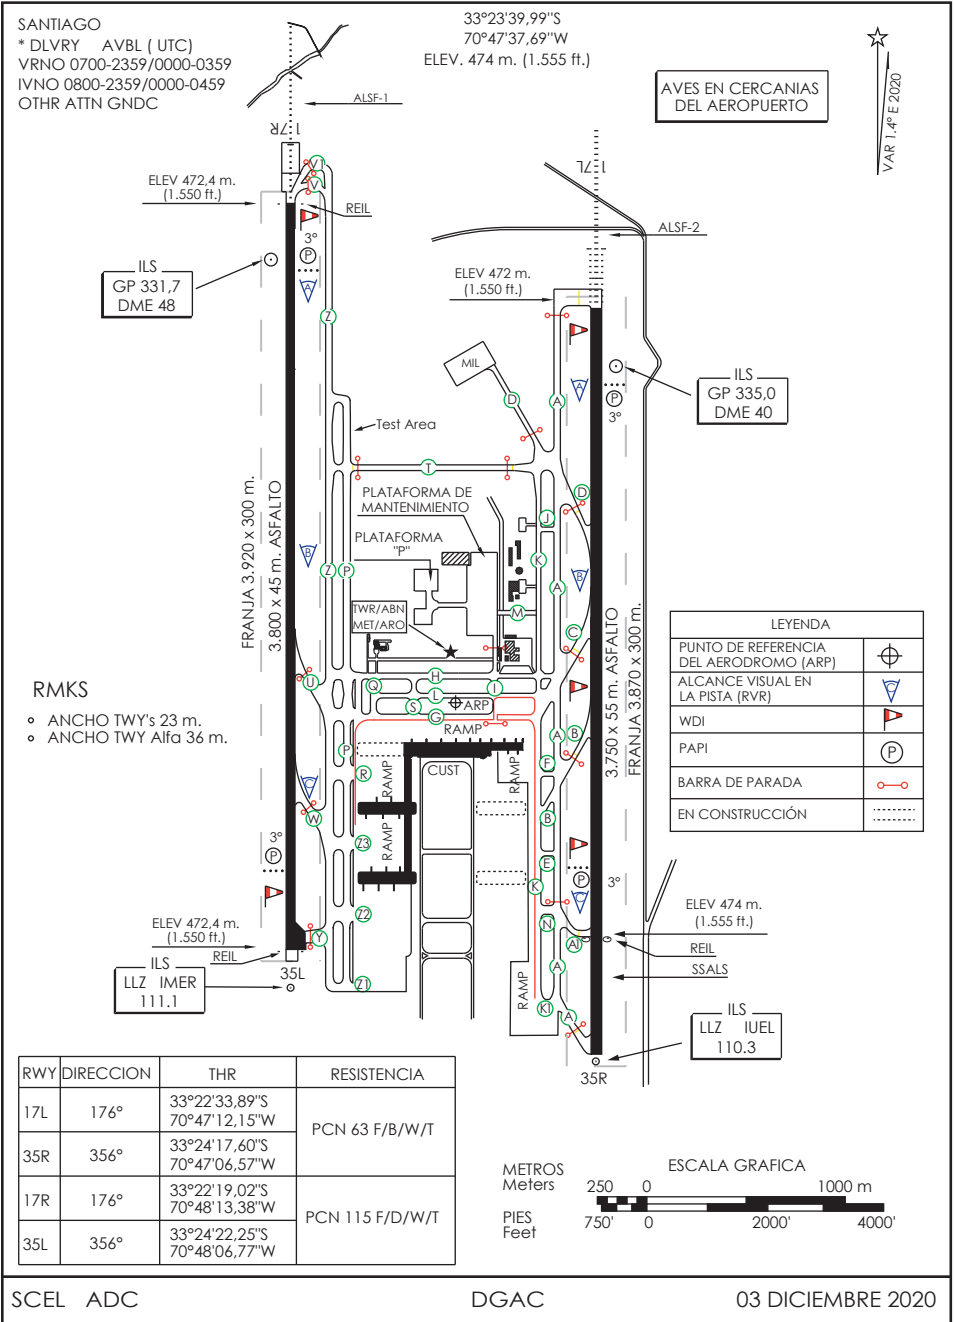 SANTIAGO
* DLVRY AVBL ( UTC)
VRNO 0700-2359/0000-0359
IVNO 0800-2359/0000-0459
OTHR ATTN GNDC
33°23'39,99"S
70°47'37,69"W
ELEV. 474 m. (1.555 ft.)
AVES EN CERCANIAS
DEL AEROPUERTO
VAR 1.4° E 2020
ALSF-1
17R
V1
V
ELEV 472,4 m.
(1.550 ft.)
REIL
3°
P
A
ILS
GP 331,7
DME 48
Z
17L
ALSF-2
ELEV 472 m.
(1.550 ft.)
MIL
D
A
A
P
3°
ILS
GP 335,0
DME 40
Test Area
T
D
PLATAFORMA DE
MANTENIMIENTO
J
PLATAFORMA
"P"
FRANJA 3.920 x 300 m.
3.800 x 45 m. ASFALTO
B
Z
P
K
A
B
TWR/ABN
MET/ARO
M
C
3.750 x 55 m. ASFALTO
FRANJA 3.870 x 300 m.
LEYENDA
PUNTO DE REFERENCIA
DEL AERODROMO (ARP)
ALCANCE VISUAL EN
LA PISTA (RVR)
C
WDI
PAPI
P
BARRA DE PARADA
EN CONSTRUCCIÓN
RMKS
ANCHO TWY's 23 m.
ANCHO TWY Alfa 36 m.
U
Q
H
L
I
S
ARP
G
RAMP
P
A
B
R
RAMP
CUST
RAMP
F
C
W
B
Z3
RAMP
3°
P
E
K
P
3°
C
Z2
N
ELEV 474 m.
(1.555 ft.)
A1
REIL
SSALS
ELEV 472,4 m.
(1.550 ft.)
REIL
Y
35L
ILS
LLZ IMER
111.1
Z1
A
RAMP
K1
A
ILS
LLZ IUEL
110.3
35R
RWY DIRECCION THR RESISTENCIA
17L 176° 33°22'33,89"S
70°47'12,15"W
PCN 63 F/B/W/T
35R 356° 33°24'17,60"S
70°47'06,57"W
17R 176° 33°22'19,02"S
70°48'13,38"W
PCN 115 F/D/W/T
35L 356° 33°24'22,25"S
70°48'06,77"W
ESCALA GRAFICA
METROS
Meters
250 0 1000 m
PIES
Feet
750' 0 2000' 4000'
SCEL ADC DGAC 03 DICIEMBRE 2020